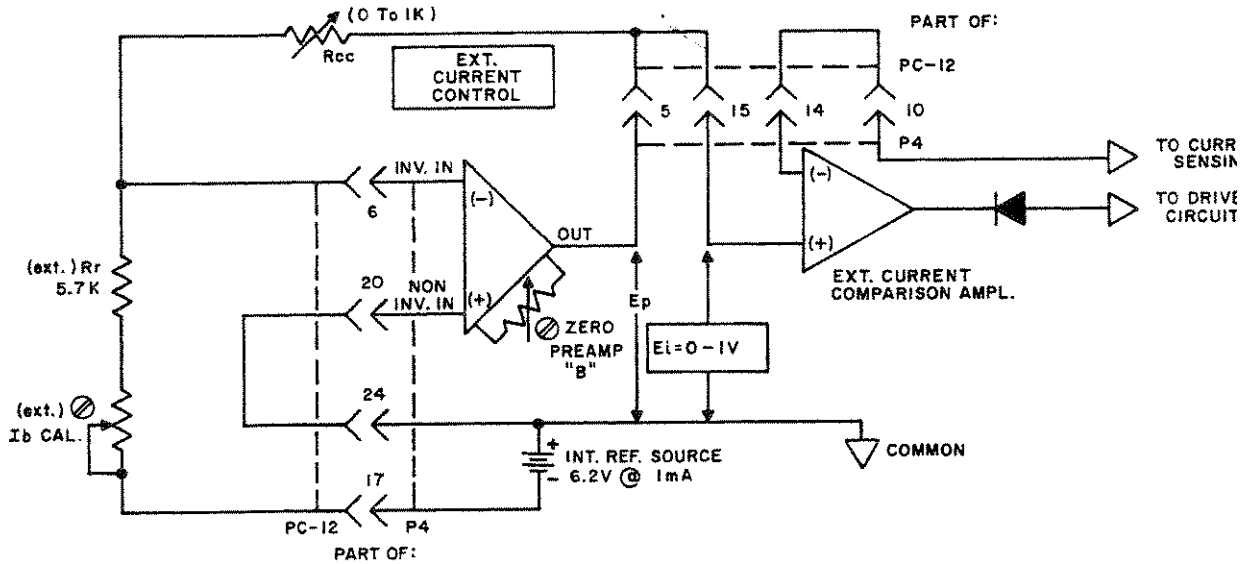 (0 To 1K)
Rcc
EXT.
CURRENT
CONTROL
PART OF:
PC-12
5
15
14
10
P4
TO CURR
SENSIN
TO DRIVE
CIRCUIT
INV. IN
(-)
6
OUT
20
NON
INV. IN
(+)
ZERO
PREAMP
"B"
(ext.) Rr
5.7K
Ep
Ei=0-1V
(-)
(+)
EXT. CURRENT
COMPARISON AMPL.
(ext.)
Ib CAL.
24
+
INT. REF. SOURCE
- 6.2V @ 1mA
COMMON
17
PC-12
P4
PART OF: